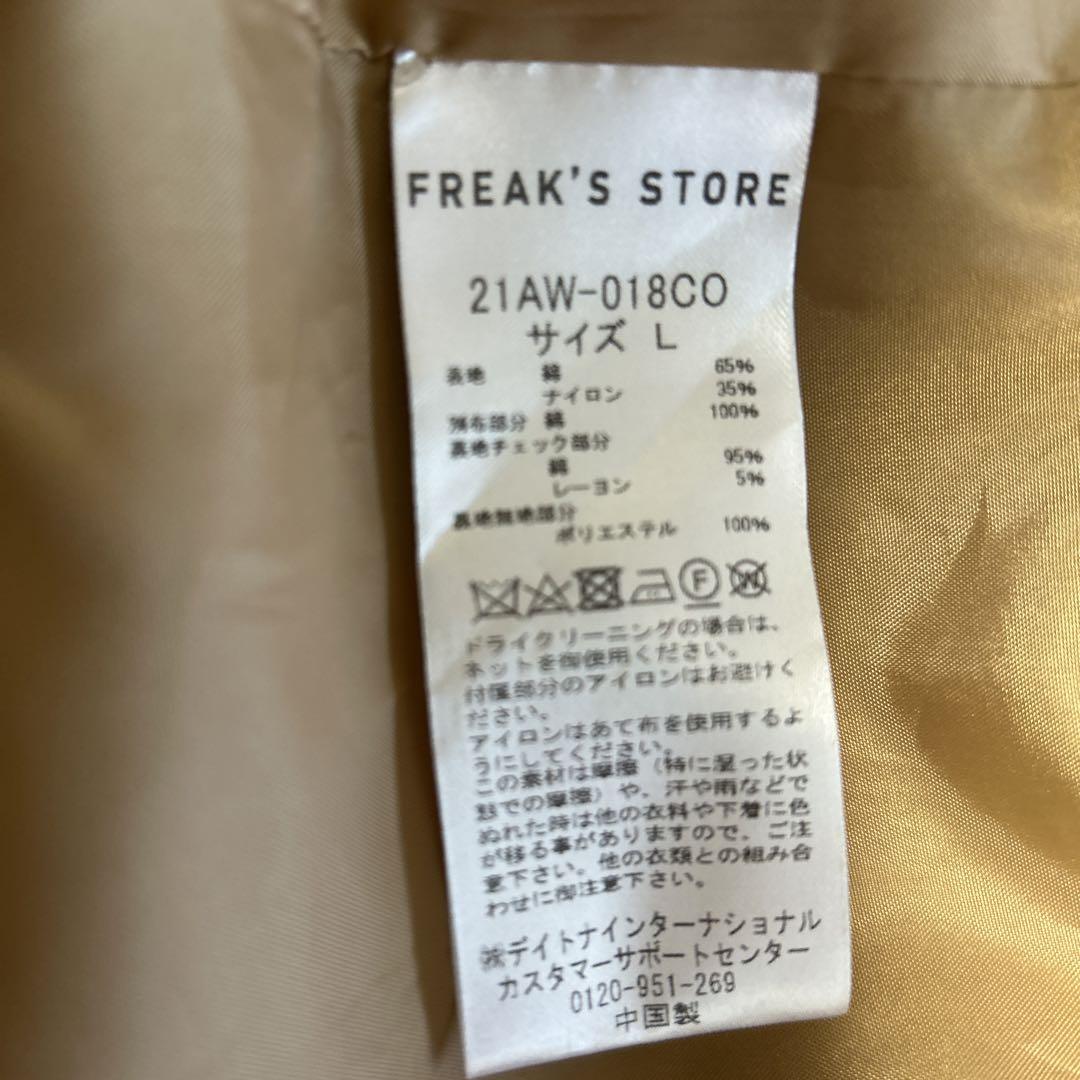 FREAK'S STORE
21AW-018CO
サイズ L
表地 綿 65%
ナイロン 35%
別布部分 綿 100%
裏地チェック部分
綿 95%
レーヨン 5%
裏地無地部分
ポリエステル 100%
F W
ドライクリーニングの場合は、
ネットを御使用ください。
付属部分のアイロンはお避けく
ださい。
アイロンはあて布を使用するよ
うにしてください。
この素材は摩擦（特に湿った状
態での摩擦）や、汗や雨などで
ぬれた時は他の衣料や下着に色
が移る事がありますので、ご注
意下さい。他の衣類との組み合
わせに御注意下さい。
㈱デイトナインターナショナル
カスタマーサポートセンター
0120-951-269
中国製